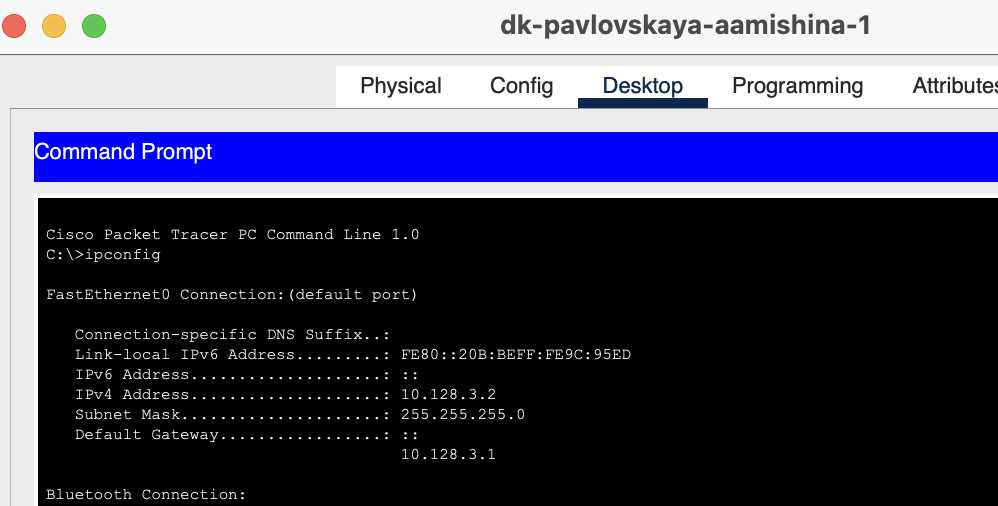 dk-pavlovskaya-aamishina-1
Physical Config Desktop Programming Attributes
Command Prompt
Cisco Packet Tracer PC Command Line 1.0
C:\>ipconfig
FastEthernet0 Connection:(default port)
Connection-specific DNS Suffix..:
Link-local IPv6 Address.........: FE80::20B:BEFF:FE9C:95ED
IPv6 Address....................: ::
IPv4 Address....................: 10.128.3.2
Subnet Mask.....................: 255.255.255.0
Default Gateway.................: ::
10.128.3.1
Bluetooth Connection: